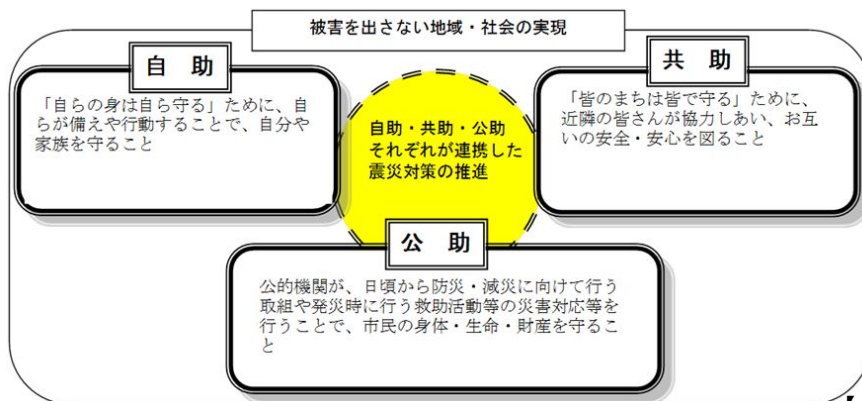 被害を出さない地域・社会の実現
自 助
「自らの身は自ら守る」ために、自
らが備えや行動することで、自分や
家族を守ること
共 助
「皆のまちは皆で守る」ために、
近隣の皆さんが協力しあい、お互
いの安全・安心を図ること
自助・共助・公助
それぞれが連携した
震災対策の推進
公 助
公的機関が、日頃から防災・減災に向けて行う
取組や発災時に行う救助活動等の災害対応等を
行うことで、市民の身体・生命・財産を守るこ
と